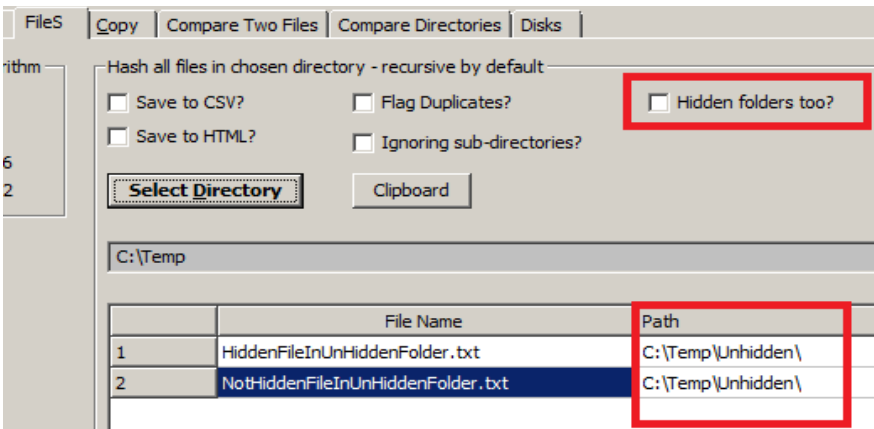 FileS Copy Compare Two Files Compare Directories Disks
rithm Hash all files in chosen directory - recursive by default
Save to CSV? Flag Duplicates? Hidden folders too?
Save to HTML? Ignoring sub-directories?
6
2 Select Directory Clipboard
C:\Temp
File Name Path
1 HiddenFileInUnHiddenFolder.txt C:\Temp\Unhidden\
2 NotHiddenFileInUnHiddenFolder.txt C:\Temp\Unhidden\